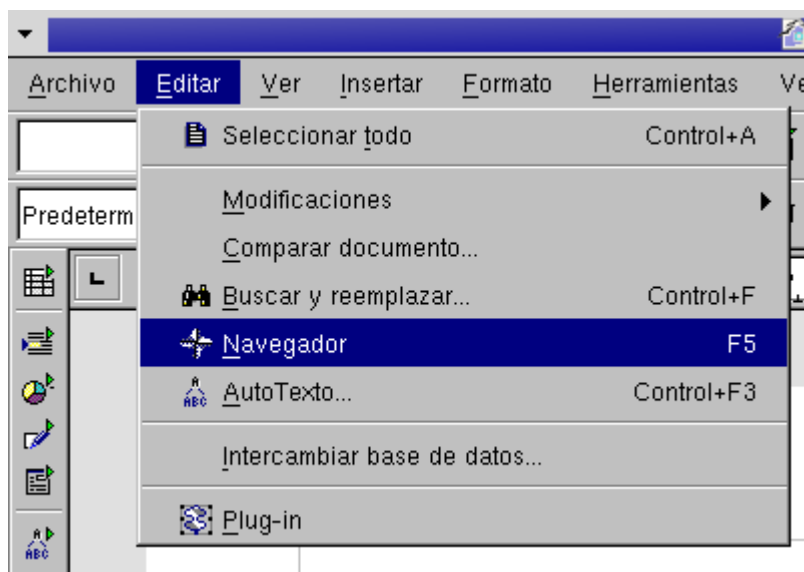 Archivo Editar Ver Insertar Formato Herramientas
Seleccionar todo Control+A
Predeterm Modificaciones
Comparar documento...
Buscar y reemplazar... Control+F
Navegador F5
AutoTexto... Control+F3
Intercambiar base de datos...
Plug-in